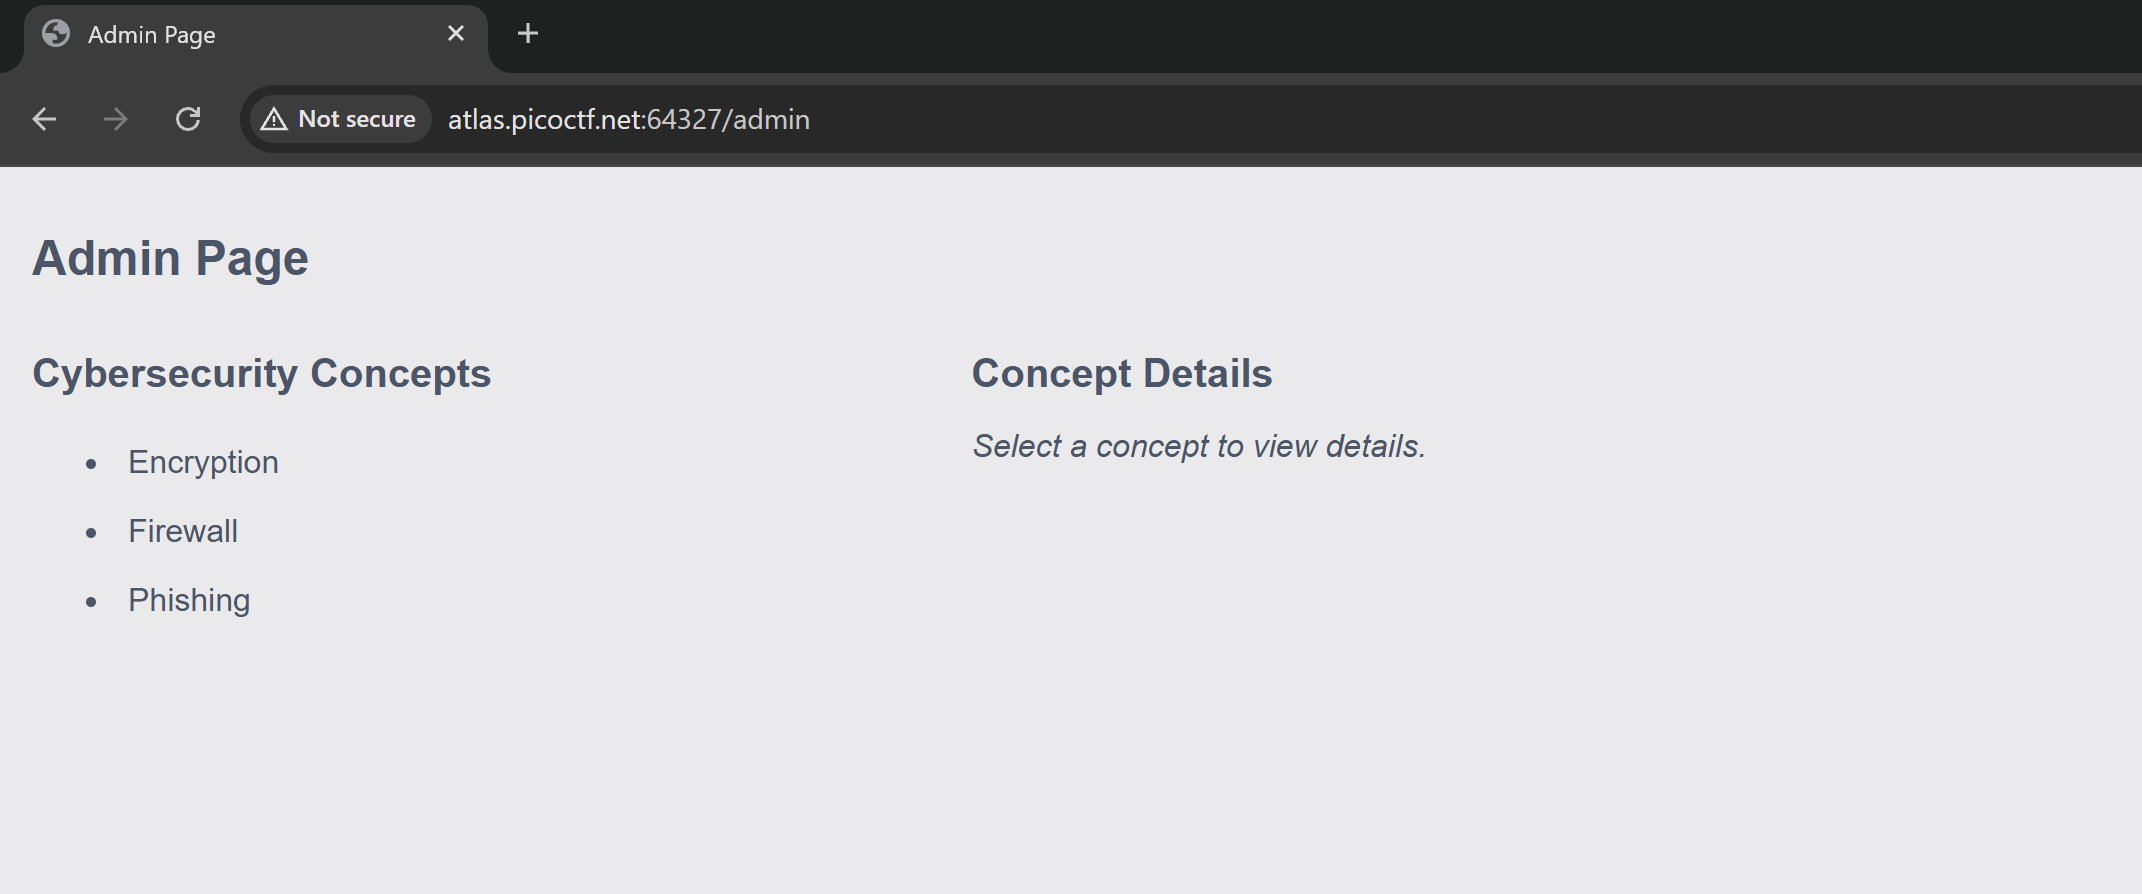 Admin Page
Not secure atlas.picoctf.net:64327/admin
Admin Page
Cybersecurity Concepts
Encryption
Firewall
Phishing
Concept Details
Select a concept to view details.